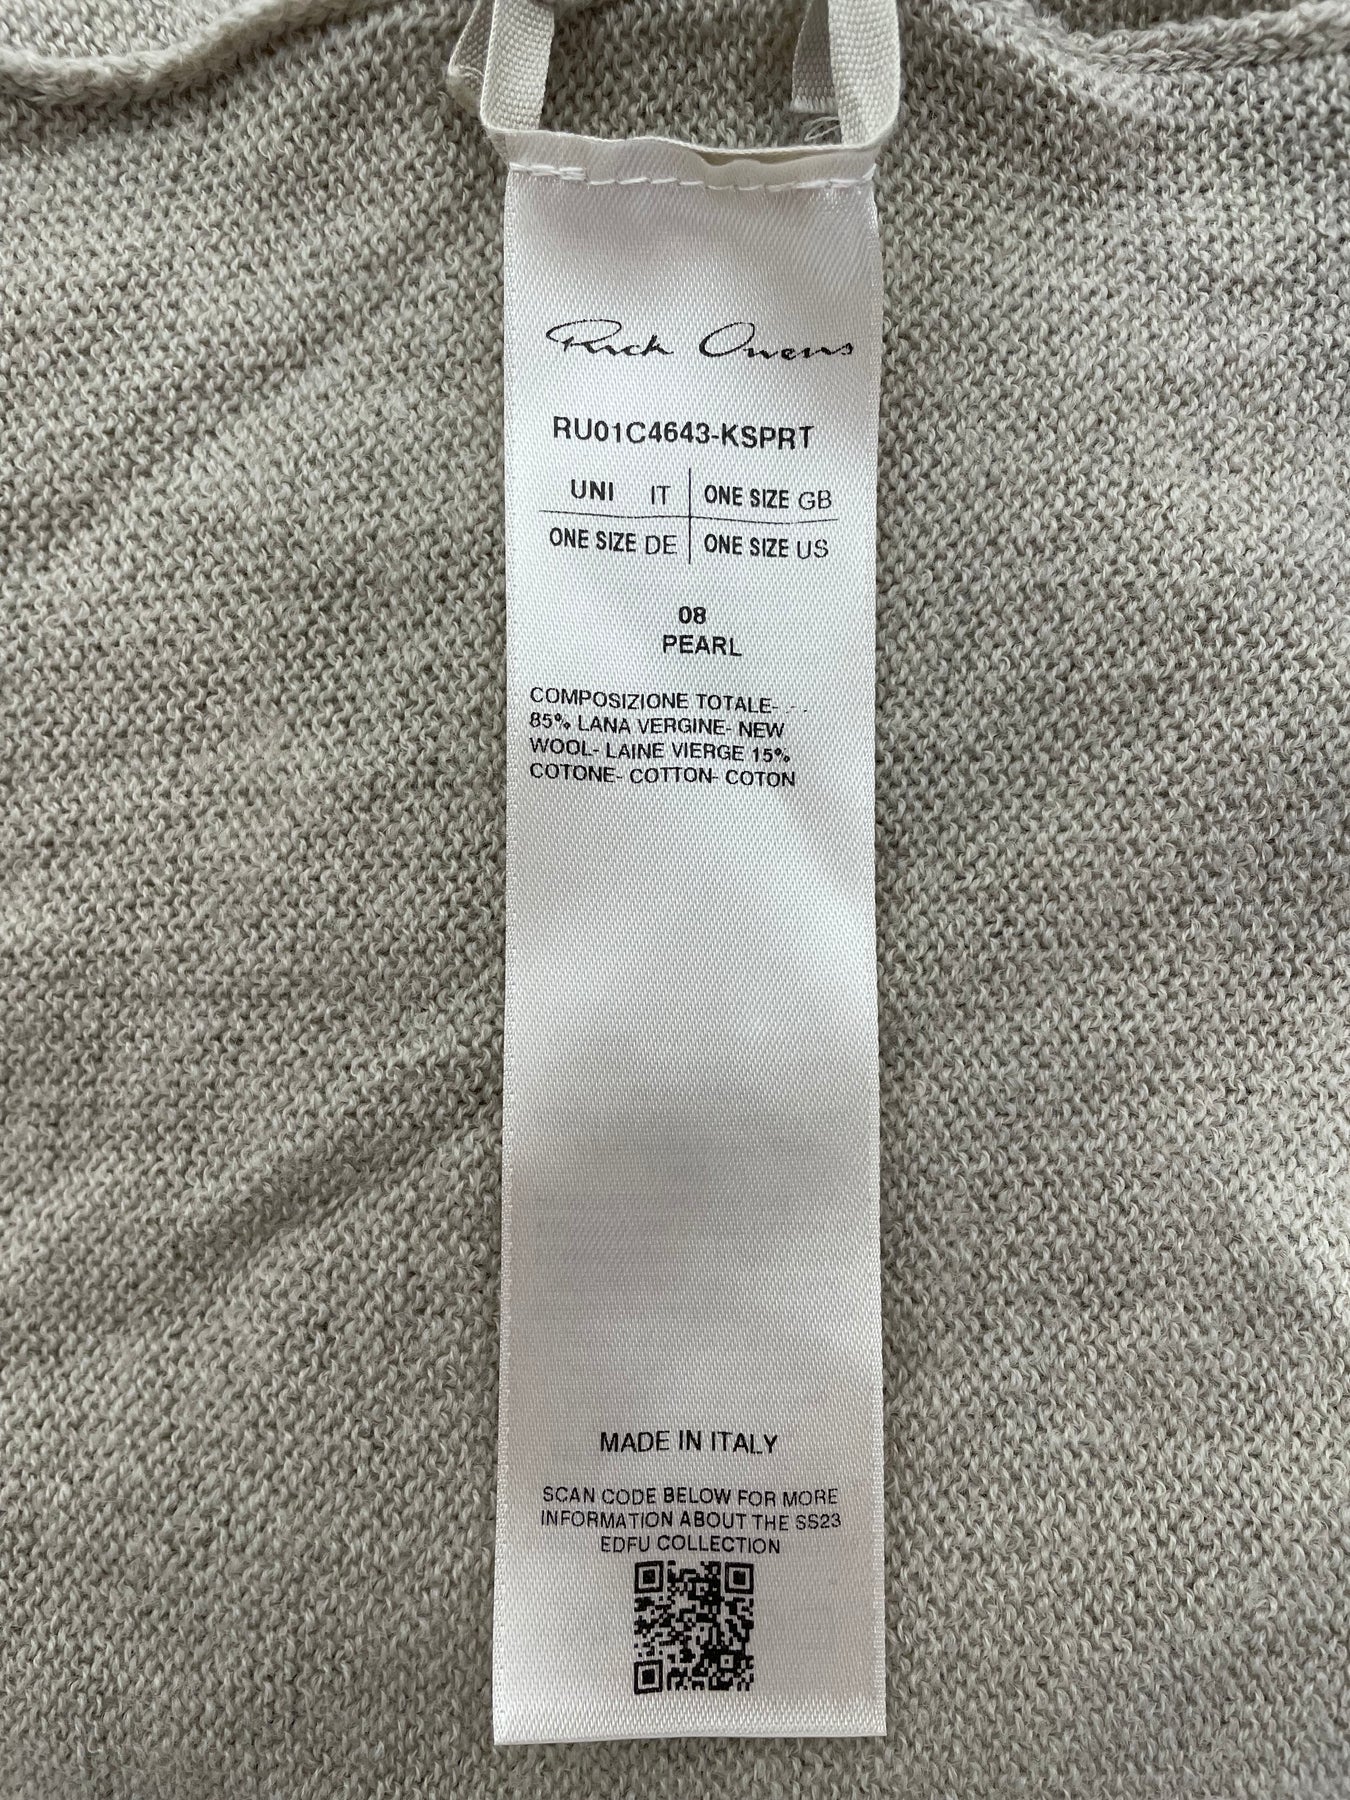 Rick Owens
RU01C4643-KSPRT
UNI IT ONE SIZE GB
ONE SIZE DE ONE SIZE US
08
PEARL
COMPOSIZIONE TOTALE- - -
85% LANA VERGINE- NEW
WOOL- LAINE VIERGE 15%
COTONE- COTTON- COTON
MADE IN ITALY
SCAN CODE BELOW FOR MORE
INFORMATION ABOUT THE SS23
EDFU COLLECTION